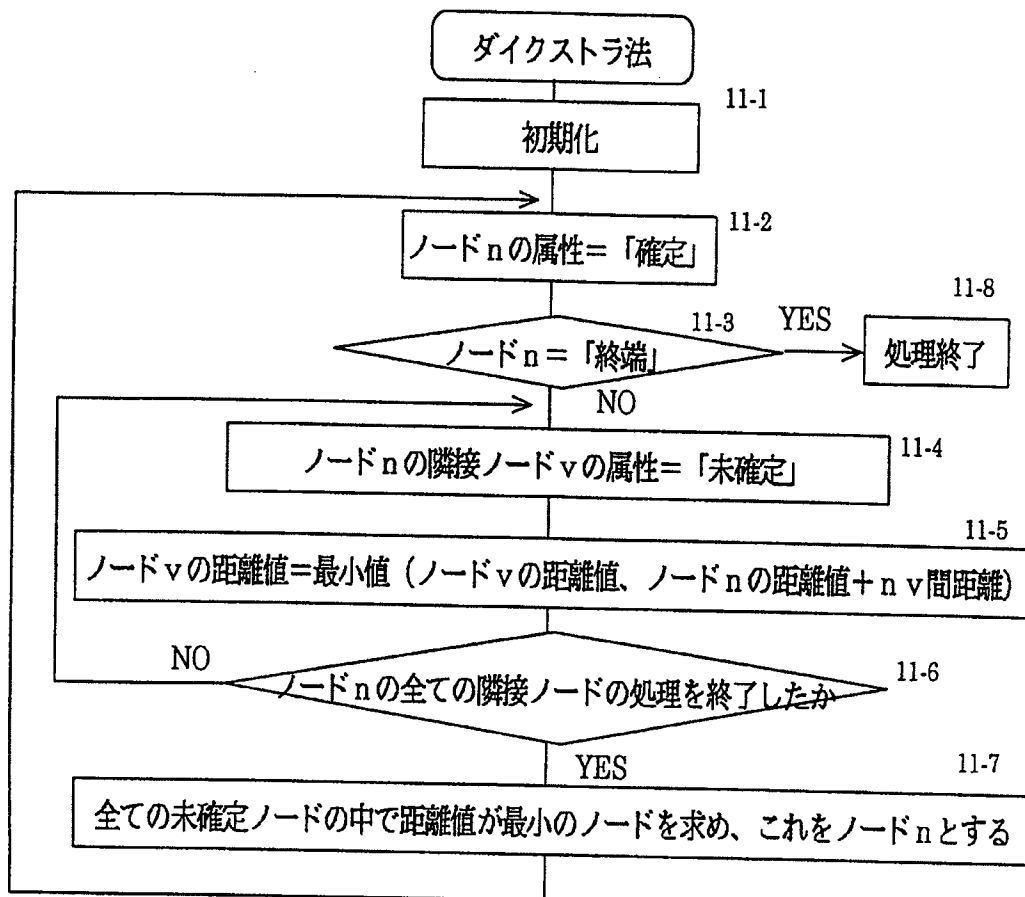 ダイクストラ法
11-1
初期化
11-2
ノードnの属性＝「確定」
11-8
11-3
YES
ノードn＝「終端」
処理終了
NO
11-4
ノードnの隣接ノードvの属性＝「未確定」
11-5
ノードvの距離値＝最小値（ノードvの距離値、ノードnの距離値＋nv間距離）
NO
11-6
ノードnの全ての隣接ノードの処理を終了したか
YES
11-7
全ての未確定ノードの中で距離値が最小のノードを求め、これをノードnとする